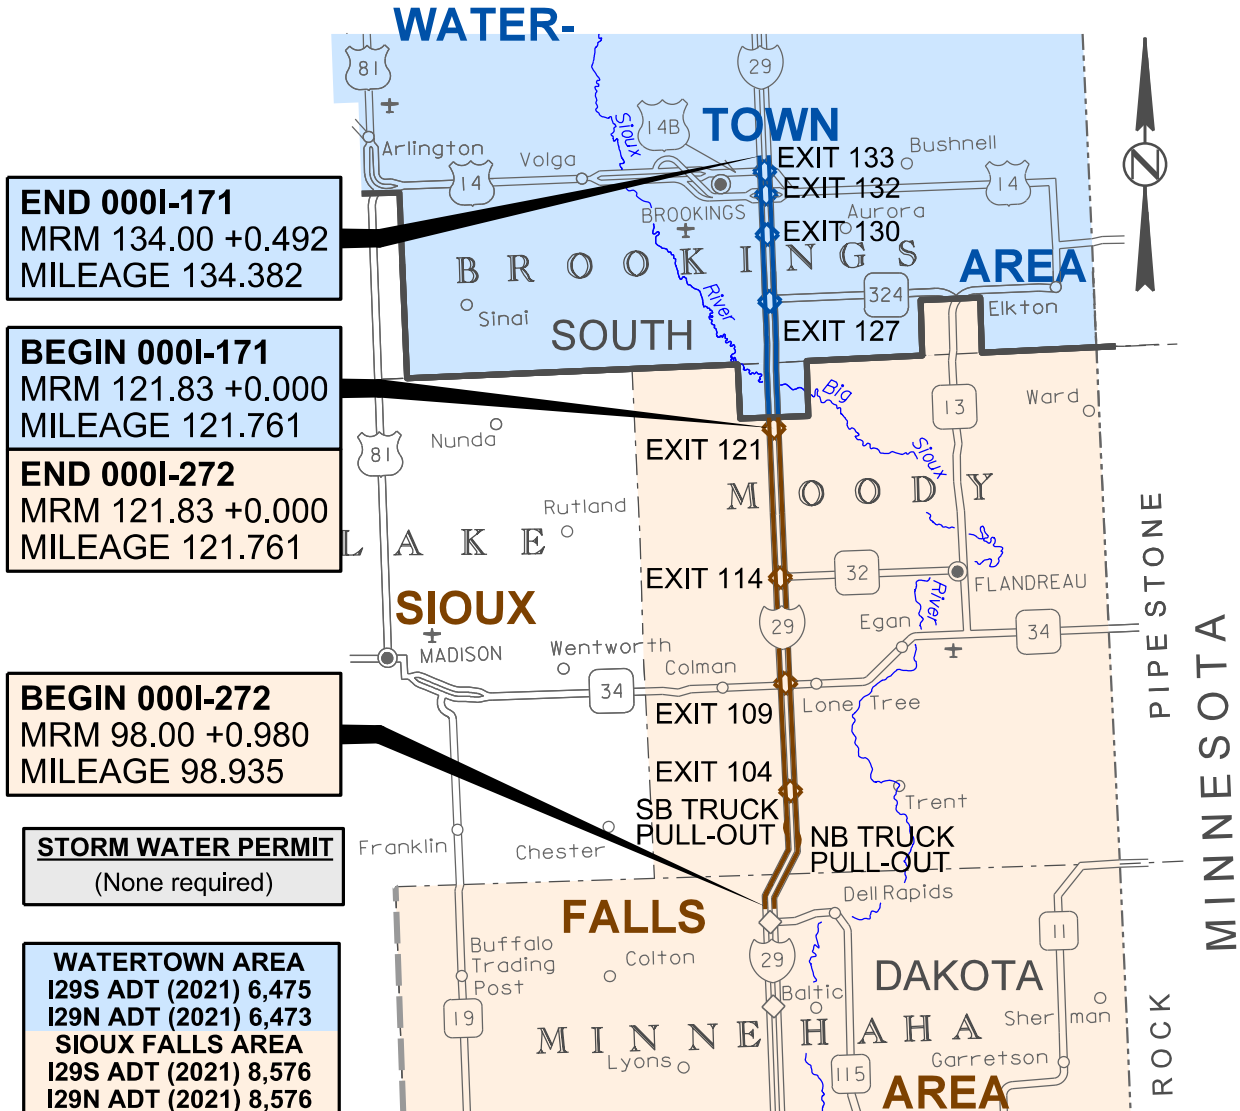 WATER-
TOWN
AREA
81
29
Sioux
14B
Arlington
Volga
14
BROOKINGS
EXIT 133
Bushnell
EXIT 132
14
Aurora
EXIT 130
END 000I-171
MRM 134.00 +0.492
MILEAGE 134.382
BROOKINGS
Sinai
River
324
Elkton
SOUTH
EXIT 127
BEGIN 000I-171
MRM 121.83 +0.000
MILEAGE 121.761
END 000I-272
MRM 121.83 +0.000
MILEAGE 121.761
Big
Sioux
13
Ward
Nunda
81
EXIT 121
MOODY
Rutland
LAKE
EXIT 114
32
FLANDREAU
River
SIOUX
MADISON
Wentworth
29
Egan
34
Colman
34
Lone Tree
EXIT 109
PIPESTONE
MINNESOTA
BEGIN 000I-272
MRM 98.00 +0.980
MILEAGE 98.935
EXIT 104
SB TRUCK
PULL-OUT
NB TRUCK
PULL-OUT
Trent
Franklin
Chester
Dell Rapids
STORM WATER PERMIT
(None required)
FALLS
11
Buffalo
Trading
Post
Colton
29
DAKOTA
Baltic
Sherman
19
MINNEHAHA
Lyons
Garretson
115
AREA
ROCK
WATERTOWN AREA
I29S ADT (2021) 6,475
I29N ADT (2021) 6,473
SIOUX FALLS AREA
I29S ADT (2021) 8,576
I29N ADT (2021) 8,576
N